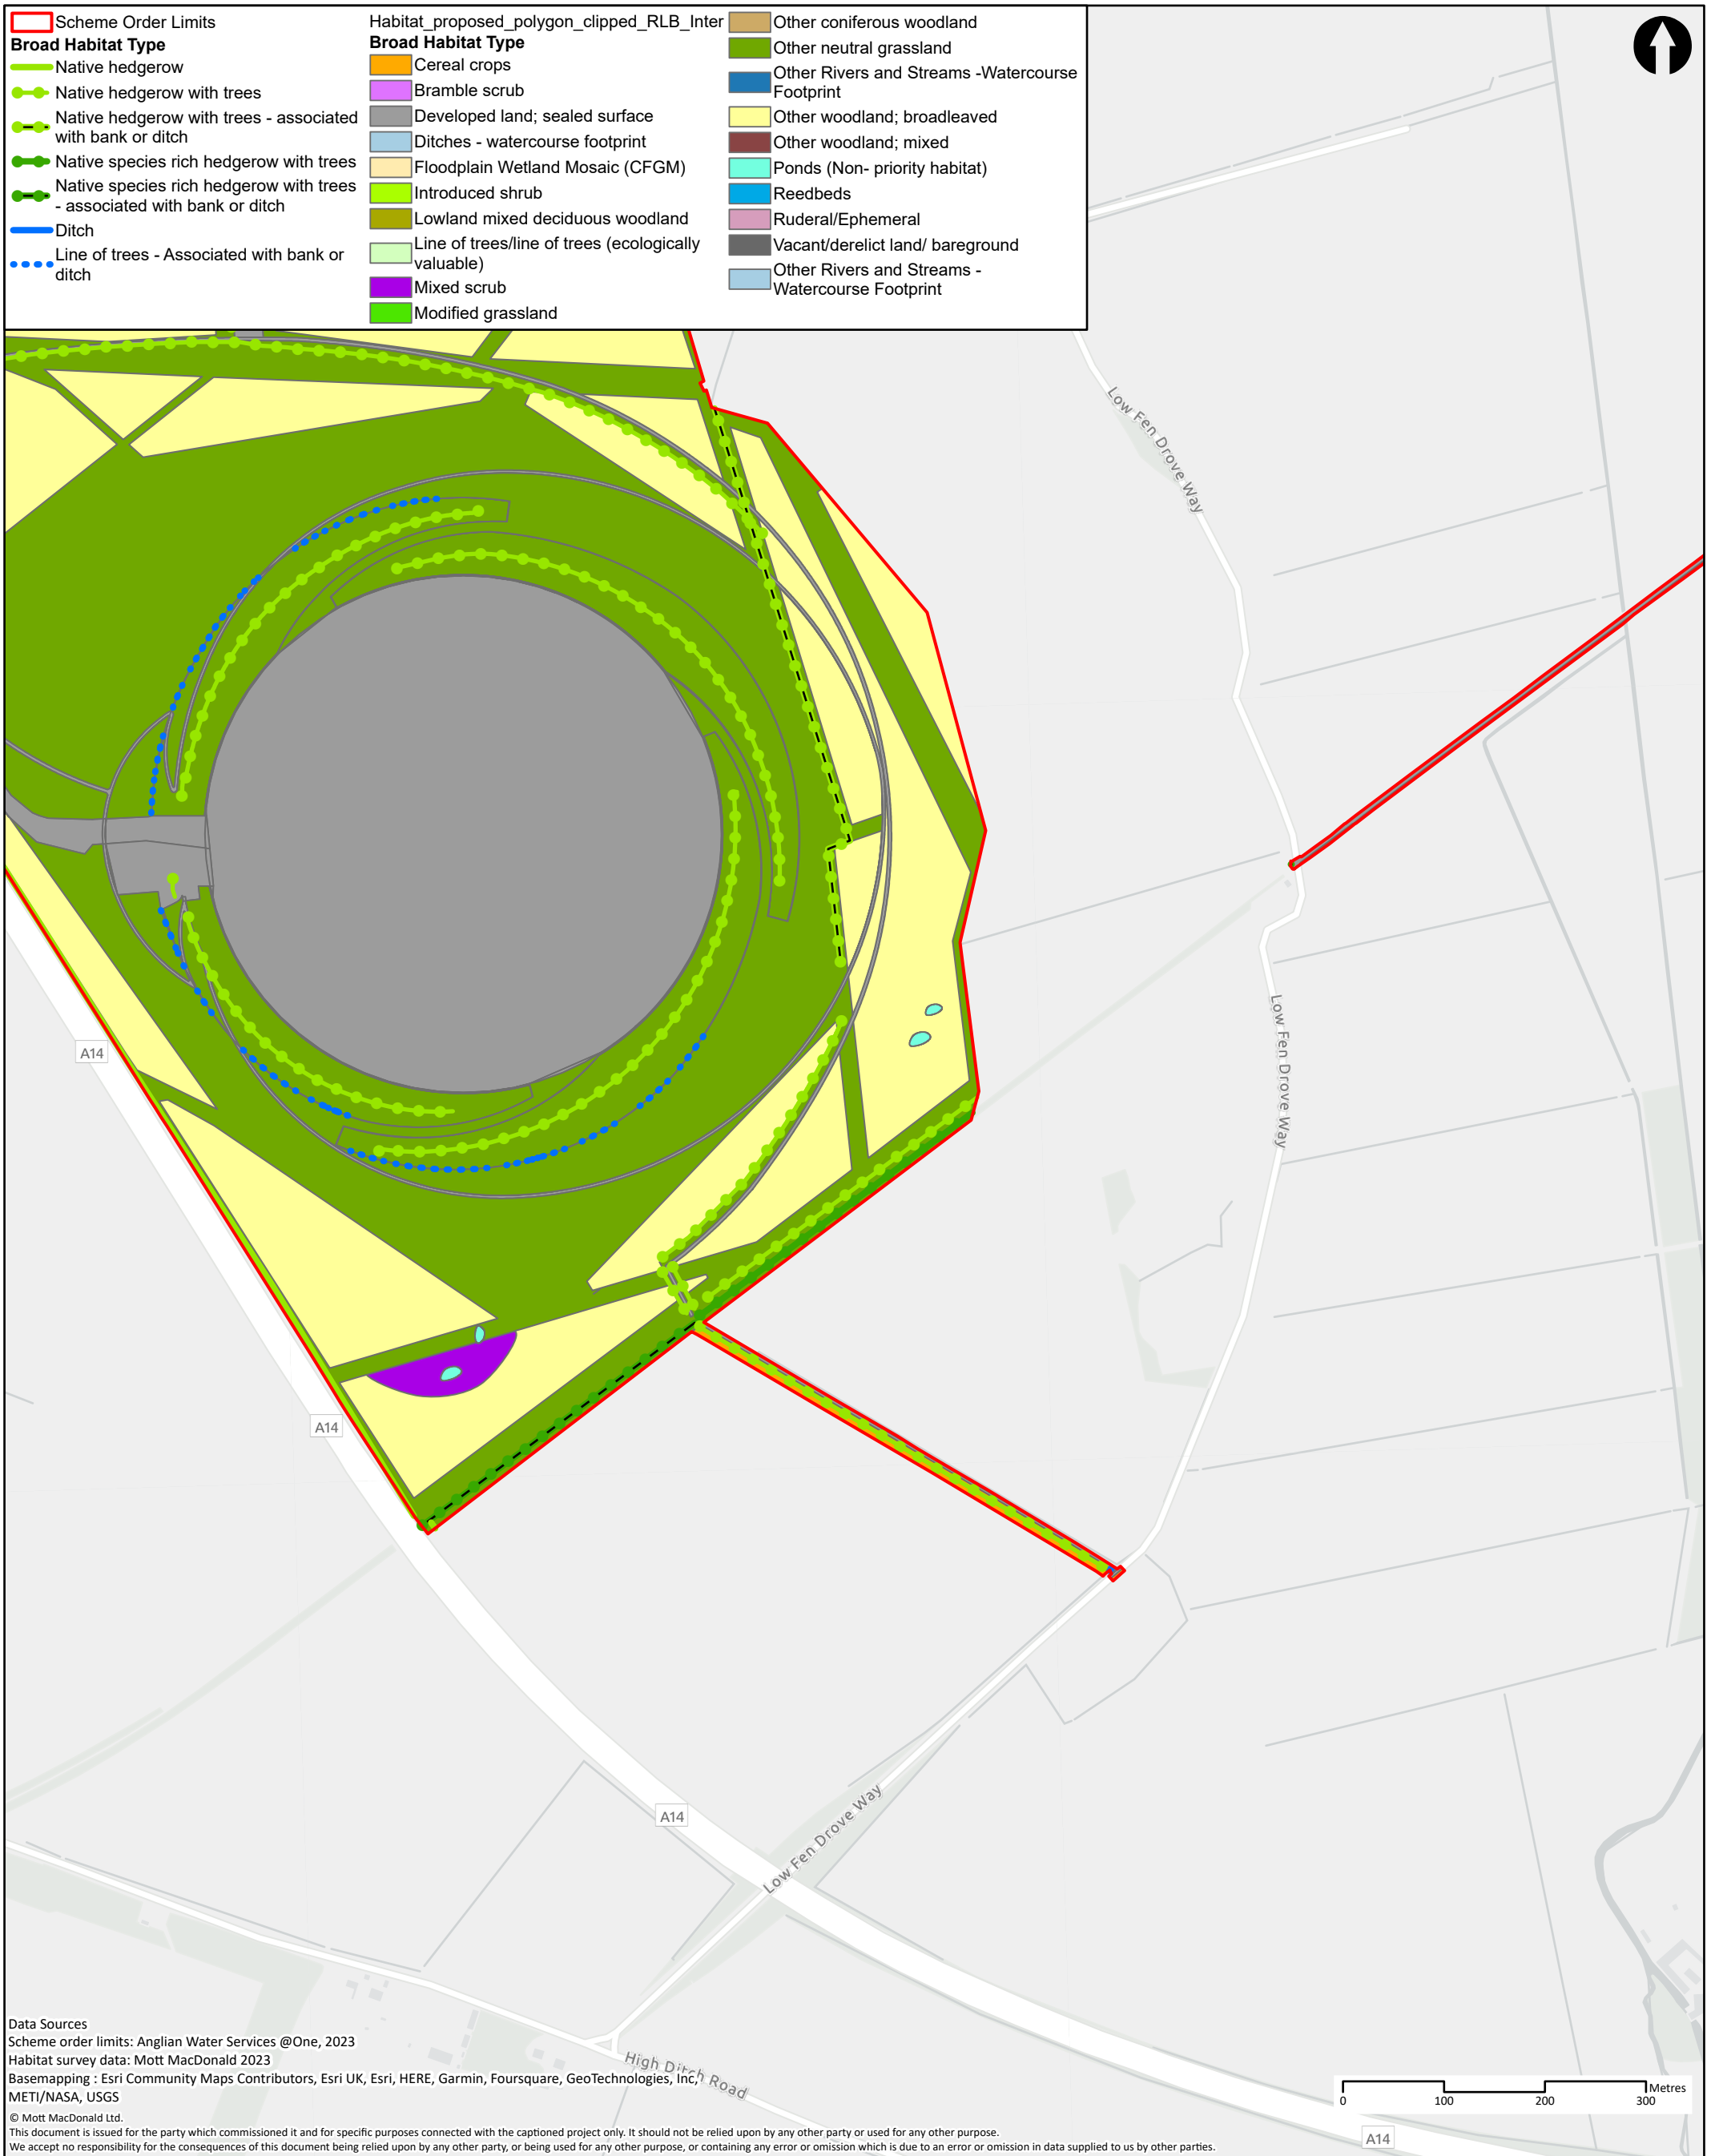 Scheme Order Limits
Broad Habitat Type
Native hedgerow
Native hedgerow with trees
Native hedgerow with trees - associated
with bank or ditch
Native species rich hedgerow with trees
Native species rich hedgerow with trees
- associated with bank or ditch
Ditch
Line of trees - Associated with bank or
ditch
Habitat_proposed_polygon_clipped_RLB_Inter
Broad Habitat Type
Cereal crops
Bramble scrub
Developed land; sealed surface
Ditches - watercourse footprint
Floodplain Wetland Mosaic (CFGM)
Introduced shrub
Lowland mixed deciduous woodland
Line of trees/line of trees (ecologically
valuable)
Mixed scrub
Modified grassland
Other coniferous woodland
Other neutral grassland
Other Rivers and Streams -Watercourse
Footprint
Other woodland; broadleaved
Other woodland; mixed
Ponds (Non- priority habitat)
Reedbeds
Ruderal/Ephemeral
Vacant/derelict land/ bareground
Other Rivers and Streams -
Watercourse Footprint
Low Fen Drove Way
Low Fen Drove Way
A14
A14
A14
Low Fen Drove Way
High Ditch Road
A14
Data Sources
Scheme order limits: Anglian Water Services @One, 2023
Habitat survey data: Mott MacDonald 2023
Basemapping : Esri Community Maps Contributors, Esri UK, Esri, HERE, Garmin, Foursquare, GeoTechnologies, Inc,
METI/NASA, USGS
© Mott MacDonald Ltd.
This document is issued for the party which commissioned it and for specific purposes connected with the captioned project only. It should not be relied upon by any other party or used for any other purpose.
We accept no responsibility for the consequences of this document being relied upon by any other party, or being used for any other purpose, or containing any error or omission which is due to an error or omission in data supplied to us by other parties.
Metres
0 100 200 300